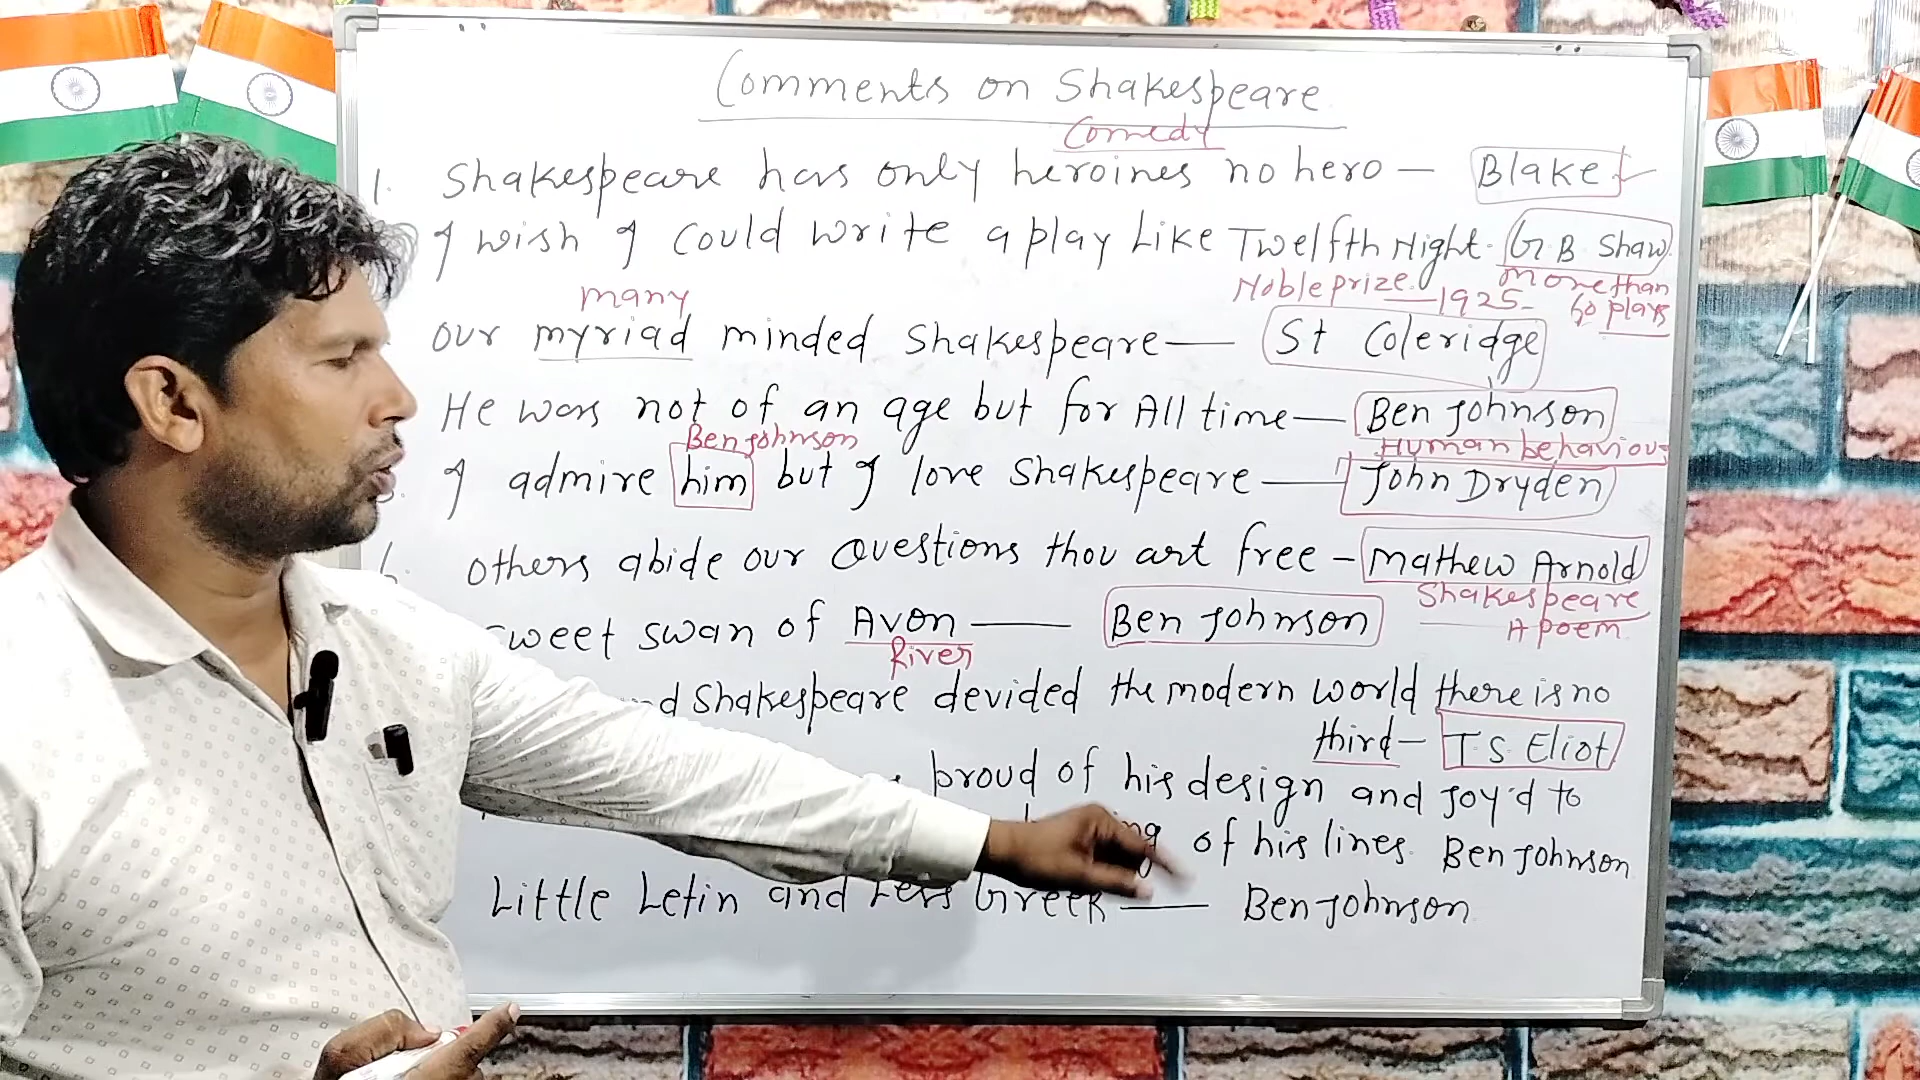 Comments on Shakespeare
Comedy
1. Shakespeare has only heroines no hero — Blake
I wish I could write a play Like Twelfth Night. G. B Shaw
many Noble prize — 1925 — More than
60 plays
our myriad minded Shakespeare — St Coleridge
He was not of an age but for All time — Ben Johnson
Ben Johnson Human behaviour
I admire him but I love Shakespeare — John Dryden
6. others abide our Questions thou art free — Mathew Arnold
Shakespeare
A poem
sweet swan of Avon — Ben Johnson
River
nd Shakespeare devided the modern world there is no
third — T S. Eliot
proud of his design and Joy'd to
ng of his lines. Ben Johnson
Little Letin and Less Greek — Ben Johnson